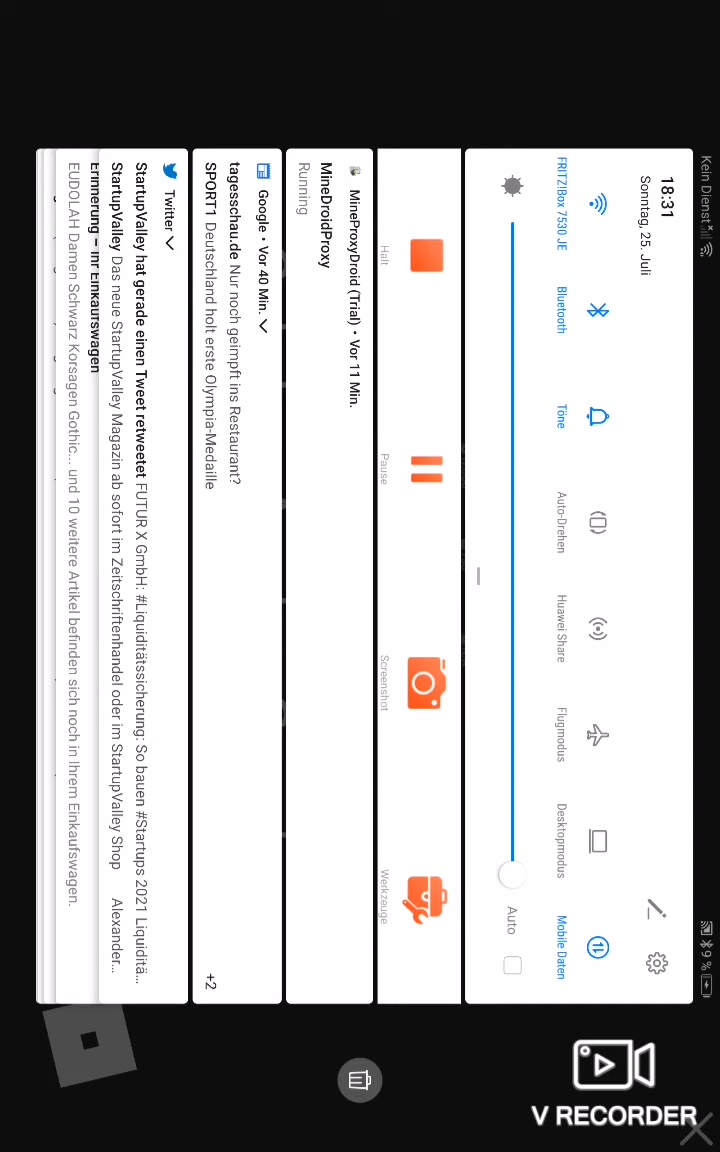 Kein Dienst
9 %
18:31
Sonntag, 25. Juli
FRITZ!Box 7530 JE
Bluetooth
Töne
Auto-Drehen
Huawei Share
Flugmodus
Desktopmodus
Mobile Daten
Auto
Halt
Pause
Screenshot
Werkzeuge
MineProxyDroid (Trial) • Vor 11 Min.
MineDroidProxy
Running
Google • Vor 40 Min.
tagesschau.de Nur noch geimpft ins Restaurant?
SPORT1 Deutschland holt erste Olympia-Medaille
+2
Twitter
StartupValley hat gerade einen Tweet retweetet FUTUR X GmbH: #Liquiditätssicherung: So bauen #Startups 2021 Liquiditä...
StartupValley Das neue StartupValley Magazin ab sofort im Zeitschriftenhandel oder im StartupValley Shop Alexander...
Erinnerung – Ihr Einkaufswagen
EUDOLAH Damen Schwarz Korsagen Gothic... und 10 weitere Artikel befinden sich noch in Ihrem Einkaufswagen.
V RECORDER